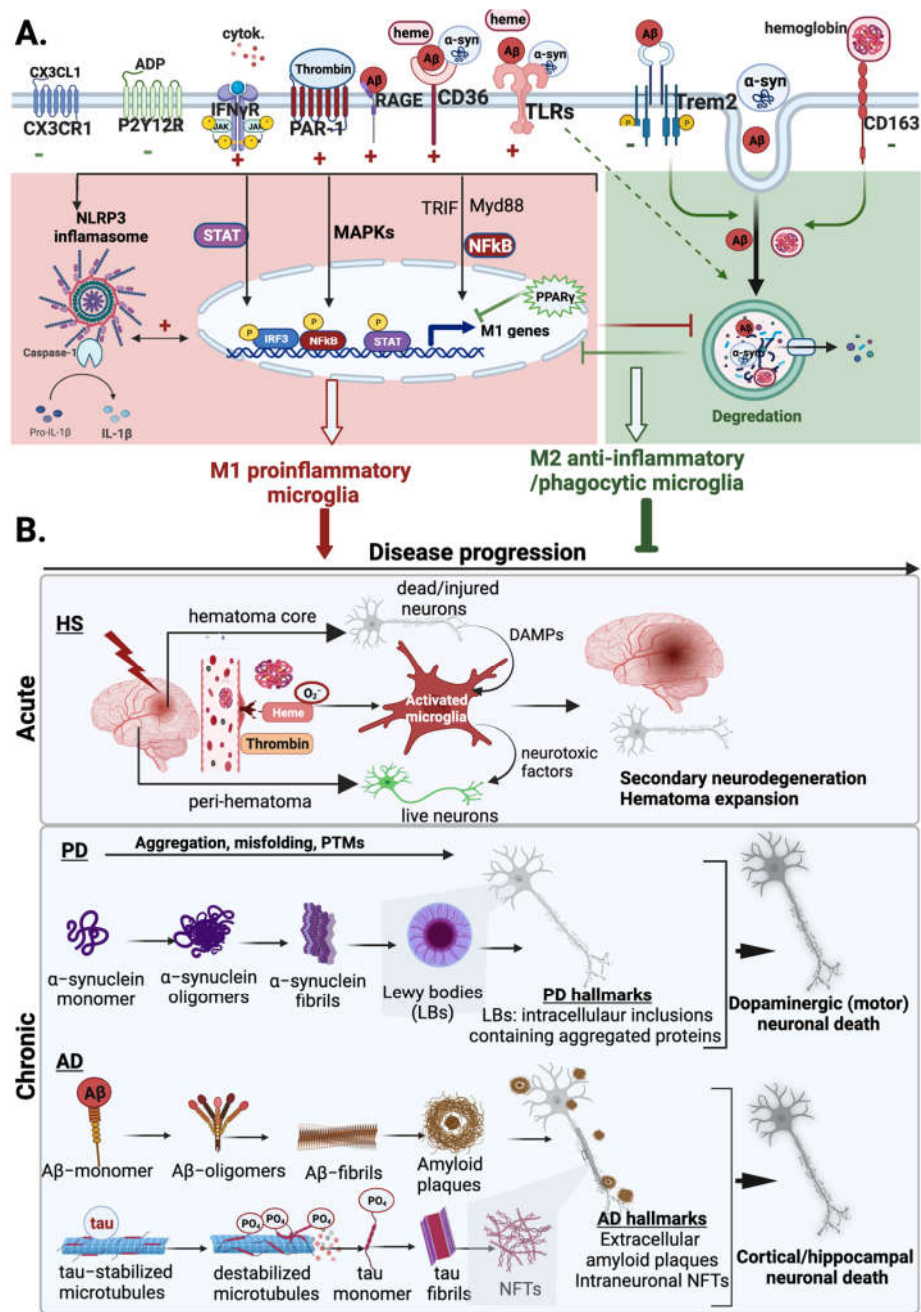 A.
cytok.
heme
Aβ
α-syn
heme
Aβ
α-syn
hemoglobin
CX3CL1
ADP
Thrombin
Aβ
Aβ
α-syn
CX3CR1
P2Y12R
IFNγR
JAK
JAK
P
P
P
P
PAR-1
RAGE
CD36
TLRs
P
P
Trem2
Aβ
CD163
-
-
+
+
+
+
+
-
-
NLRP3
inflamasome
STAT
MAPKs
TRIF
Myd88
NFkB
Aβ
PPARγ
P
IRF3
P
NFkB
P
STAT
M1 genes
+
Caspase-1
Pro-IL-1β
IL-1β
Aβ
α-syn
Degredation
M1 proinflammatory
microglia
M2 anti-inflammatory
/phagocytic microglia
B.
Disease progression
Acute
HS
hematoma core
dead/injured
neurons
DAMPs
O₂⁻
Heme
Thrombin
Activated
microglia
neurotoxic
factors
peri-hematoma
live neurons
Secondary neurodegeneration
Hematoma expansion
Chronic
PD
Aggregation, misfolding, PTMs
α-synuclein
monomer
α-synuclein
oligomers
α-synuclein
fibrils
Lewy bodies
(LBs)
PD hallmarks
LBs: intracellulaur inclusions
containing aggregated proteins
Dopaminergic (motor)
neuronal death
AD
Aβ
Aβ-monomer
Aβ-oligomers
Aβ-fibrils
Amyloid
plaques
tau
PO₄
PO₄
PO₄
PO₄
tau-stabilized
microtubules
destabilized
microtubules
tau
monomer
tau
fibrils
NFTs
AD hallmarks
Extracellular
amyloid plaques
Intraneuronal NFTs
Cortical/hippocampal
neuronal death